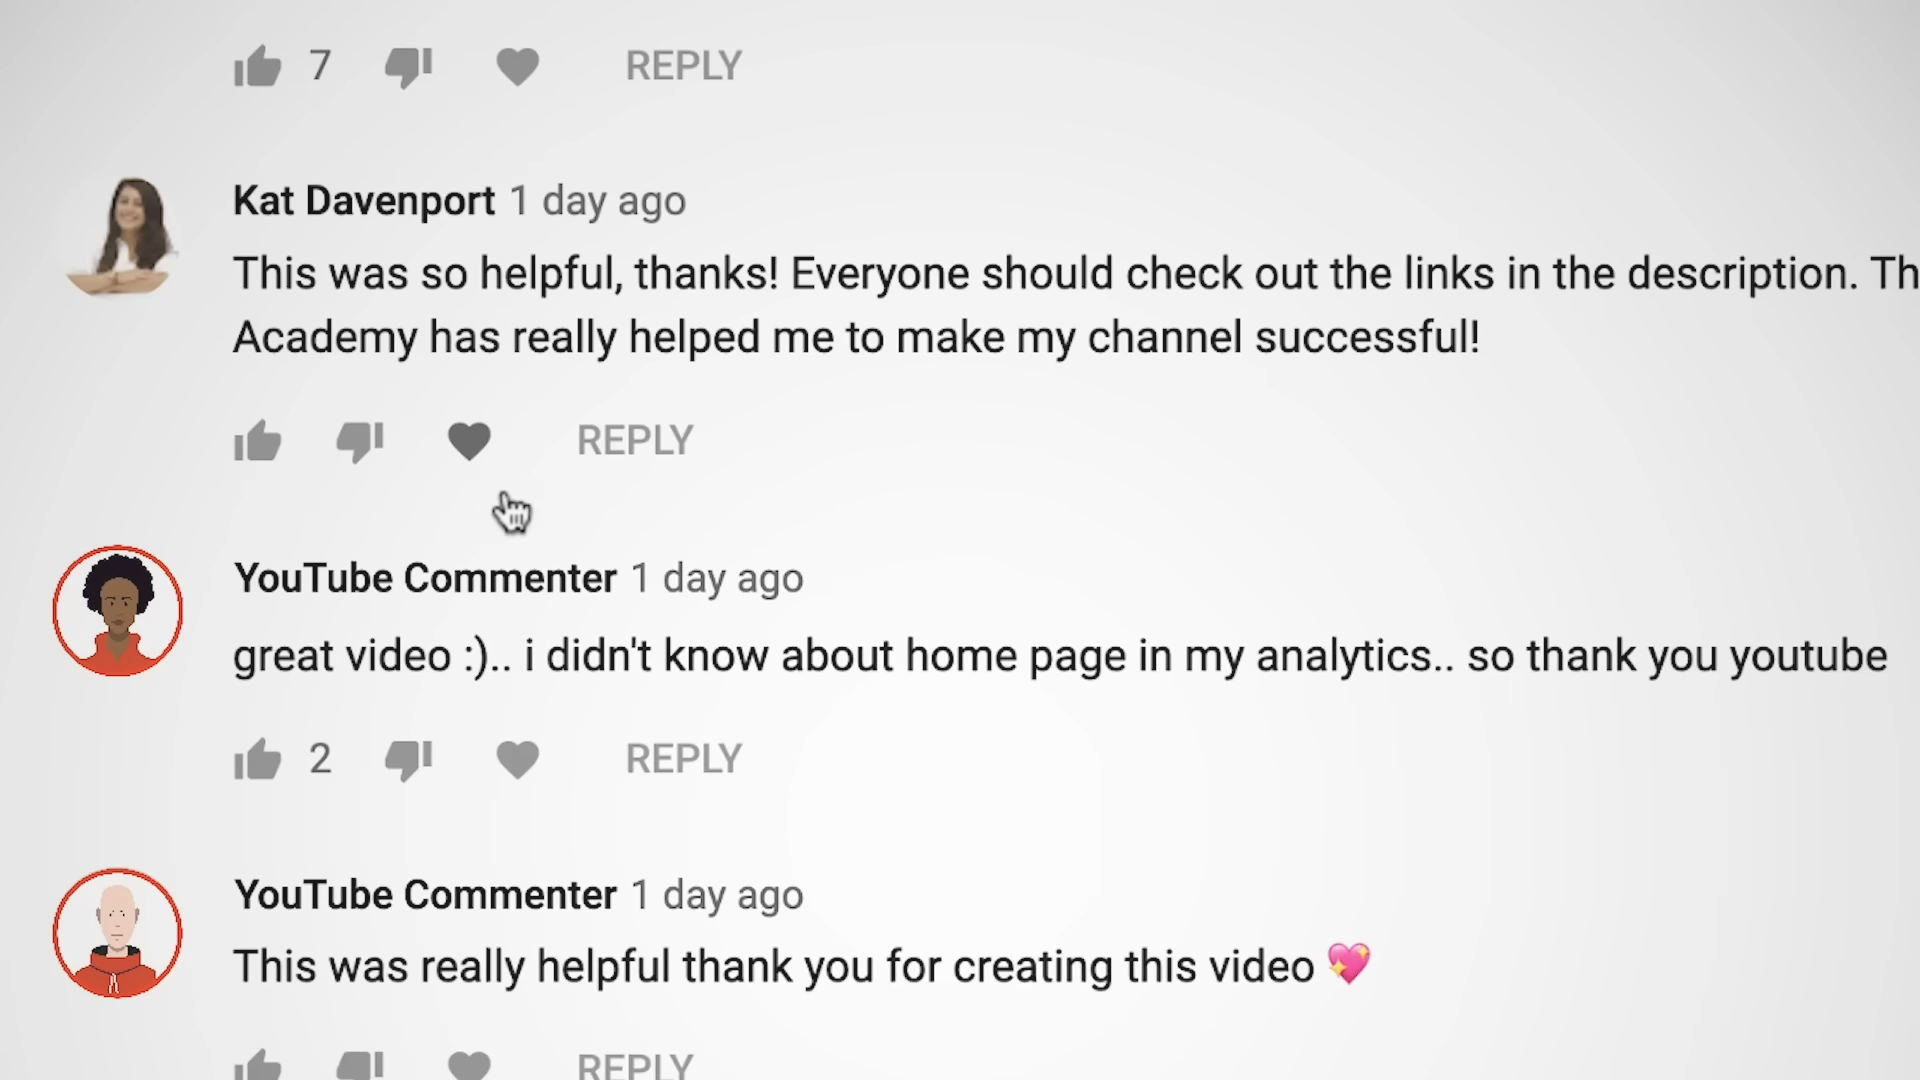 7 REPLY
Kat Davenport 1 day ago
This was so helpful, thanks! Everyone should check out the links in the description.
Academy has really helped me to make my channel successful!
REPLY
YouTube Commenter 1 day ago
great video :).. i didn't know about home page in my analytics.. so thank you youtube
2 REPLY
YouTube Commenter 1 day ago
This was really helpful thank you for creating this video 💖
REPLY